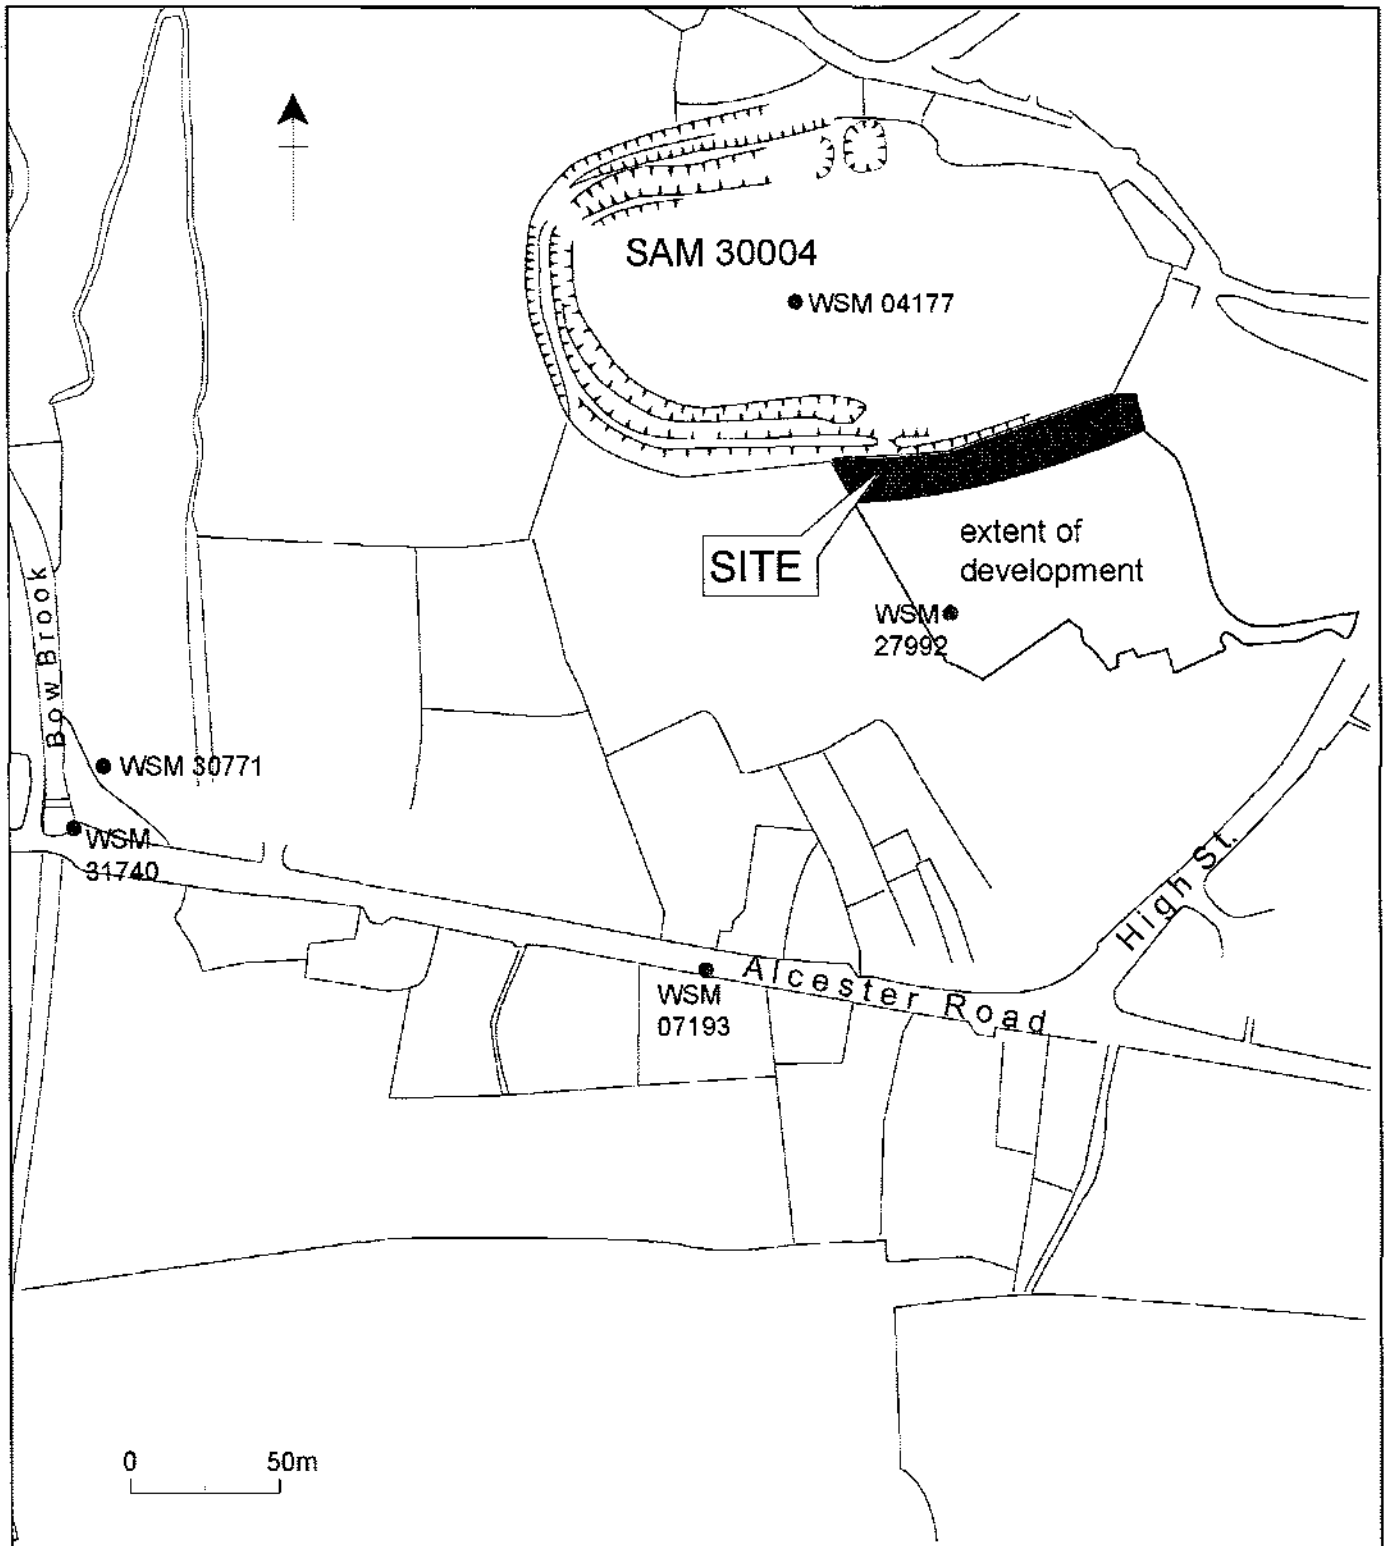 SAM 30004
WSM 04177
SITE
extent of
development
WSM
27992
Bow Brook
WSM 30771
WSM
31740
High St.
WSM
07193
Alcester Road
0 50m